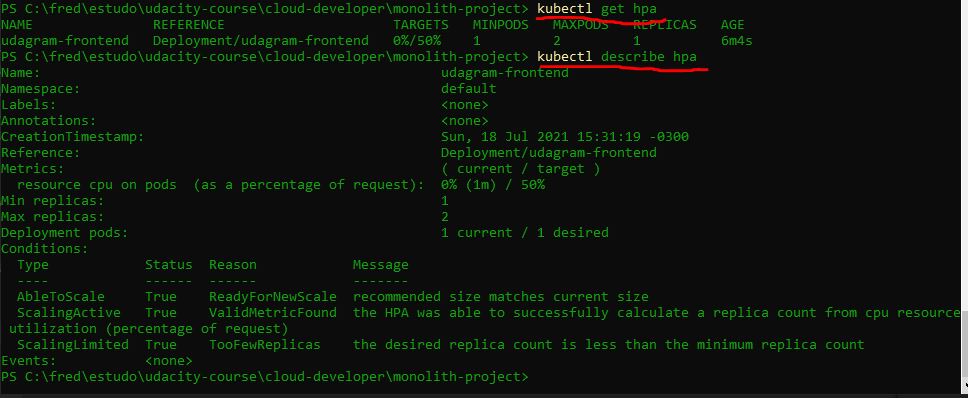 PS C:\fred\estudo\udacity-course\cloud-developer\monolith-project> kubectl get hpa
NAME REFERENCE TARGETS MINPODS MAXPODS REPLICAS AGE
udagram-frontend Deployment/udagram-frontend 0%/50% 1 2 1 6m4s
PS C:\fred\estudo\udacity-course\cloud-developer\monolith-project> kubectl describe hpa
Name: udagram-frontend
Namespace: default
Labels: <none>
Annotations: <none>
CreationTimestamp: Sun, 18 Jul 2021 15:31:19 -0300
Reference: Deployment/udagram-frontend
Metrics: ( current / target )
resource cpu on pods (as a percentage of request): 0% (1m) / 50%
Min replicas: 1
Max replicas: 2
Deployment pods: 1 current / 1 desired
Conditions:
Type Status Reason Message
---- ------ ------ -------
AbleToScale True ReadyForNewScale recommended size matches current size
ScalingActive True ValidMetricFound the HPA was able to successfully calculate a replica count from cpu resource
utilization (percentage of request)
ScalingLimited True TooFewReplicas the desired replica count is less than the minimum replica count
Events: <none>
PS C:\fred\estudo\udacity-course\cloud-developer\monolith-project>